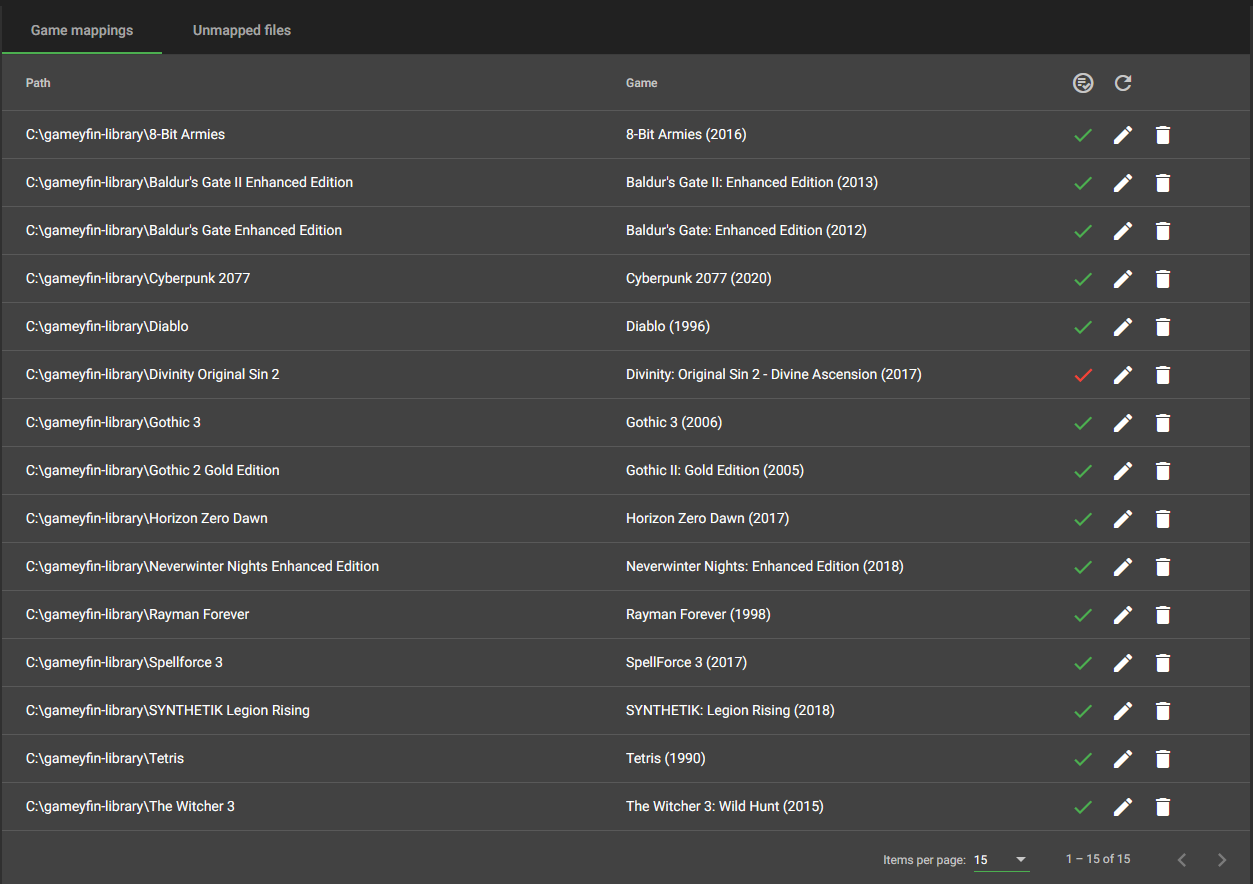 Game mappings Unmapped files
Path Game
C:\gameyfin-library\8-Bit Armies 8-Bit Armies (2016)
C:\gameyfin-library\Baldur's Gate II Enhanced Edition Baldur's Gate II: Enhanced Edition (2013)
C:\gameyfin-library\Baldur's Gate Enhanced Edition Baldur's Gate: Enhanced Edition (2012)
C:\gameyfin-library\Cyberpunk 2077 Cyberpunk 2077 (2020)
C:\gameyfin-library\Diablo Diablo (1996)
C:\gameyfin-library\Divinity Original Sin 2 Divinity: Original Sin 2 - Divine Ascension (2017)
C:\gameyfin-library\Gothic 3 Gothic 3 (2006)
C:\gameyfin-library\Gothic 2 Gold Edition Gothic II: Gold Edition (2005)
C:\gameyfin-library\Horizon Zero Dawn Horizon Zero Dawn (2017)
C:\gameyfin-library\Neverwinter Nights Enhanced Edition Neverwinter Nights: Enhanced Edition (2018)
C:\gameyfin-library\Rayman Forever Rayman Forever (1998)
C:\gameyfin-library\Spellforce 3 SpellForce 3 (2017)
C:\gameyfin-library\SYNTHETIK Legion Rising SYNTHETIK: Legion Rising (2018)
C:\gameyfin-library\Tetris Tetris (1990)
C:\gameyfin-library\The Witcher 3 The Witcher 3: Wild Hunt (2015)
Items per page: 15 1 – 15 of 15